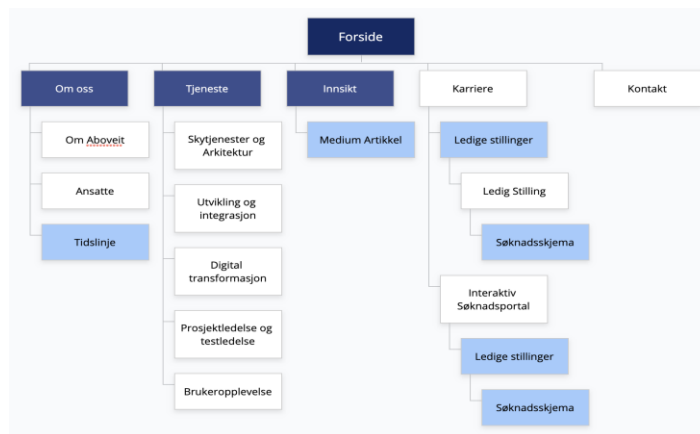 Forside
Om oss
Tjeneste
Innsikt
Karriere
Kontakt
Om Aboveit
Ansatte
Tidslinje
Skytjenester og
Arkitektur
Utvikling og
integrasjon
Digital
transformasjon
Prosjektledelse og
testledelse
Brukeropplevelse
Medium Artikkel
Ledige stillinger
Ledig Stilling
Søknadsskjema
Interaktiv
Søknadsportal
Ledige stillinger
Søknadsskjema